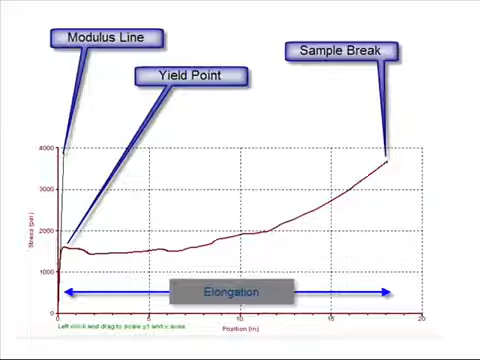 Modulus Line
Sample Break
Yield Point
4000
3000
2000
1000
0
Stress (psi)
Elongation
0
5
10
15
20
Left click and drag to scale y1 and x axes
Position (in)